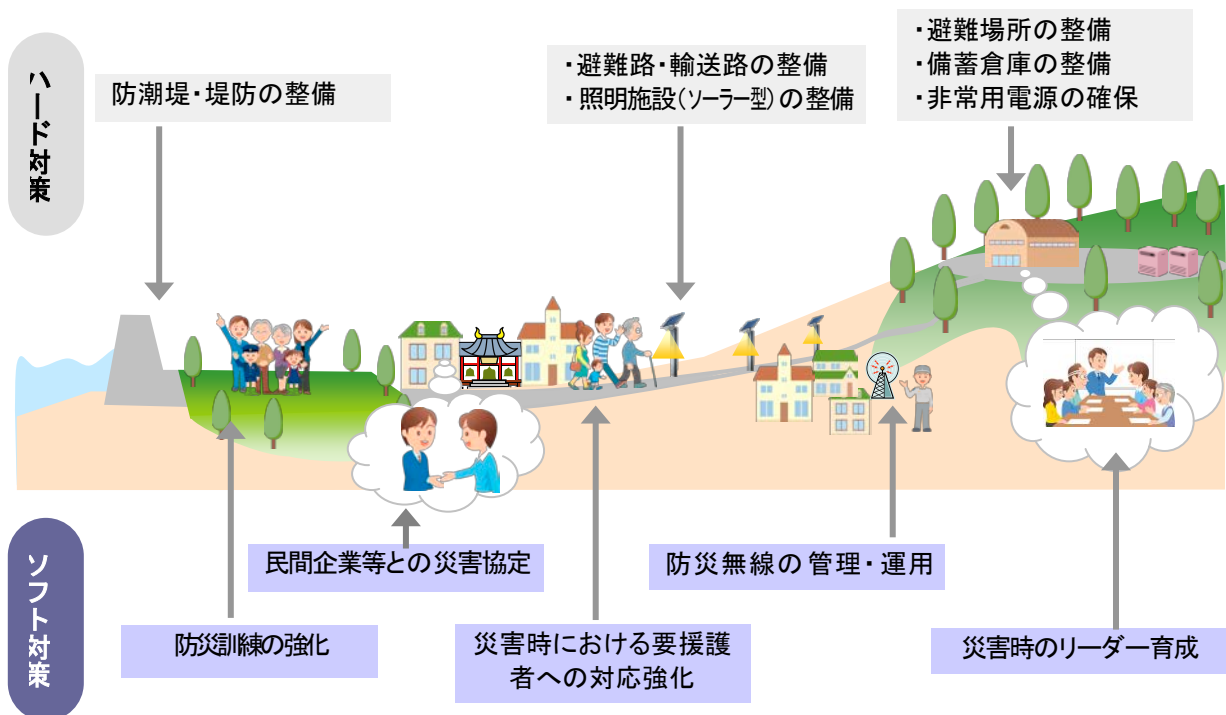 ハード対策
防潮堤・堤防の整備
・避難路・輸送路の整備
・照明施設(ソーラー型)の整備
・避難場所の整備
・備蓄倉庫の整備
・非常用電源の確保
ソフト対策
民間企業等との災害協定
防災無線の管理・運用
防災訓練の強化
災害時における要援護
者への対応強化
災害時のリーダー育成